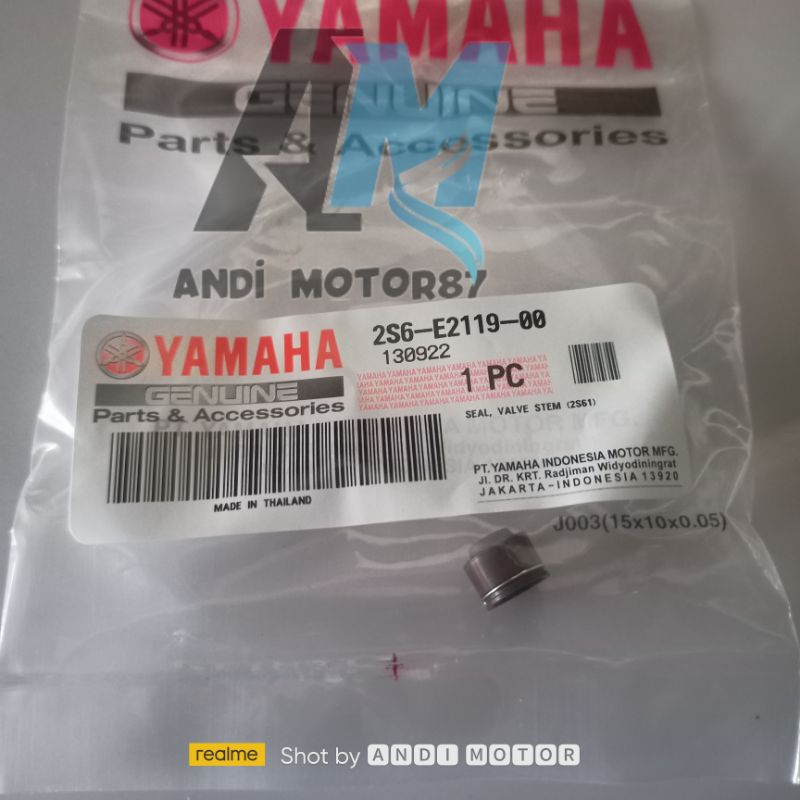 YAMAHA
GENUINE
Parts & Accessories
AM
ANDi MOTOR87
YAMAHA
GENUINE
Parts & Accessories
2S6-E2119-00
130922
1 PC
SEAL, VALVE STEM (2S61)
MADE IN THAILAND
PT. YAMAHA INDONESIA MOTOR MFG.
Jl. DR. KRT. Radjiman Widyodiningrat
JAKARTA-INDONESIA 13920
J003(15x10x0.05)
realme Shot by ANDI MOTOR